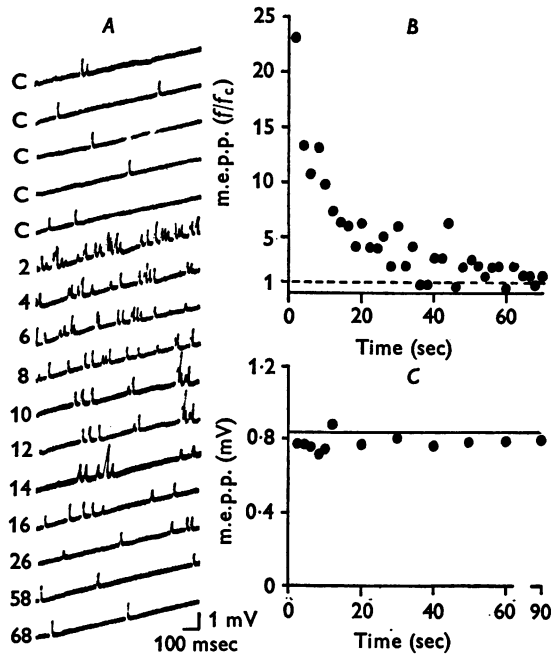 A
C
C
C
C
C
2
4
6
8
10
12
14
16
26
58
68
1 mV
100 msec
B
m.e.p.p. (f/fc)
25
20
15
10
5
1
0 20 40 60
Time (sec)
C
m.e.p.p. (mV)
1·2
0·8
0·4
0
0 20 40 60 90
Time (sec)